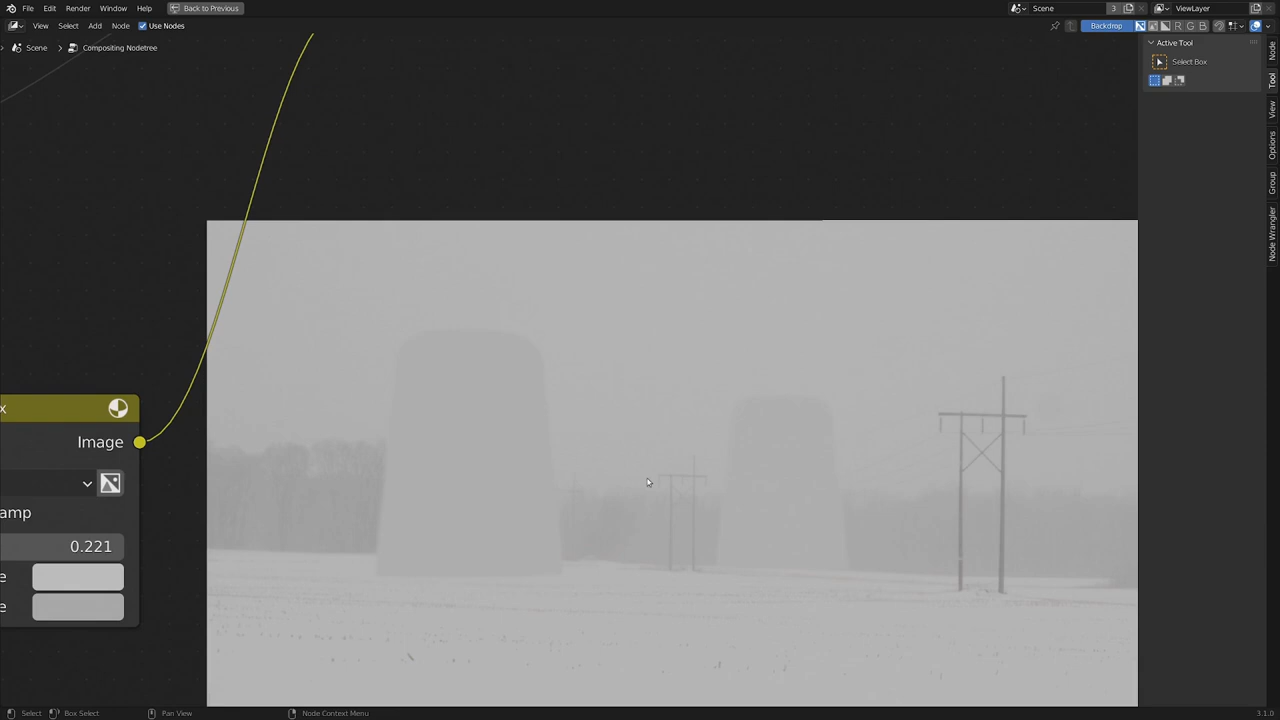 File Edit Render Window Help Back to Previous Scene 3 ViewLayer
View Select Add Node Use Nodes Backdrop R G B
Scene Compositing Nodetree
Active Tool
Select Box
Node
Tool
View
Options
Group
Node Wrangler
x
Image
amp
0.221
e
e
Select Box Select Pan View Node Context Menu 3.1.0